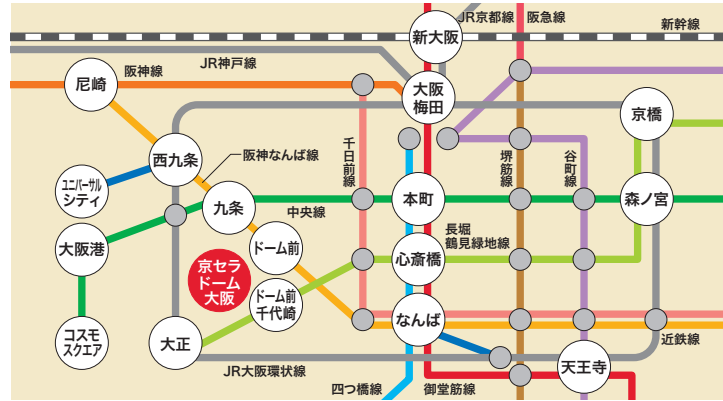 JR京都線
阪急線
新幹線
新大阪
JR神戸線
阪神線
尼崎
大阪
梅田
京橋
千日前線
堺筋線
谷町線
西九条
阪神なんば線
ユニバーサル
シティ
九条
中央線
本町
森ノ宮
大阪港
ドーム前
長堀
鶴見緑地線
心斎橋
京セラ
ドーム
大阪
ドーム前
千代崎
コスモ
スクエア
大正
なんば
近鉄線
JR大阪環状線
天王寺
四つ橋線
御堂筋線